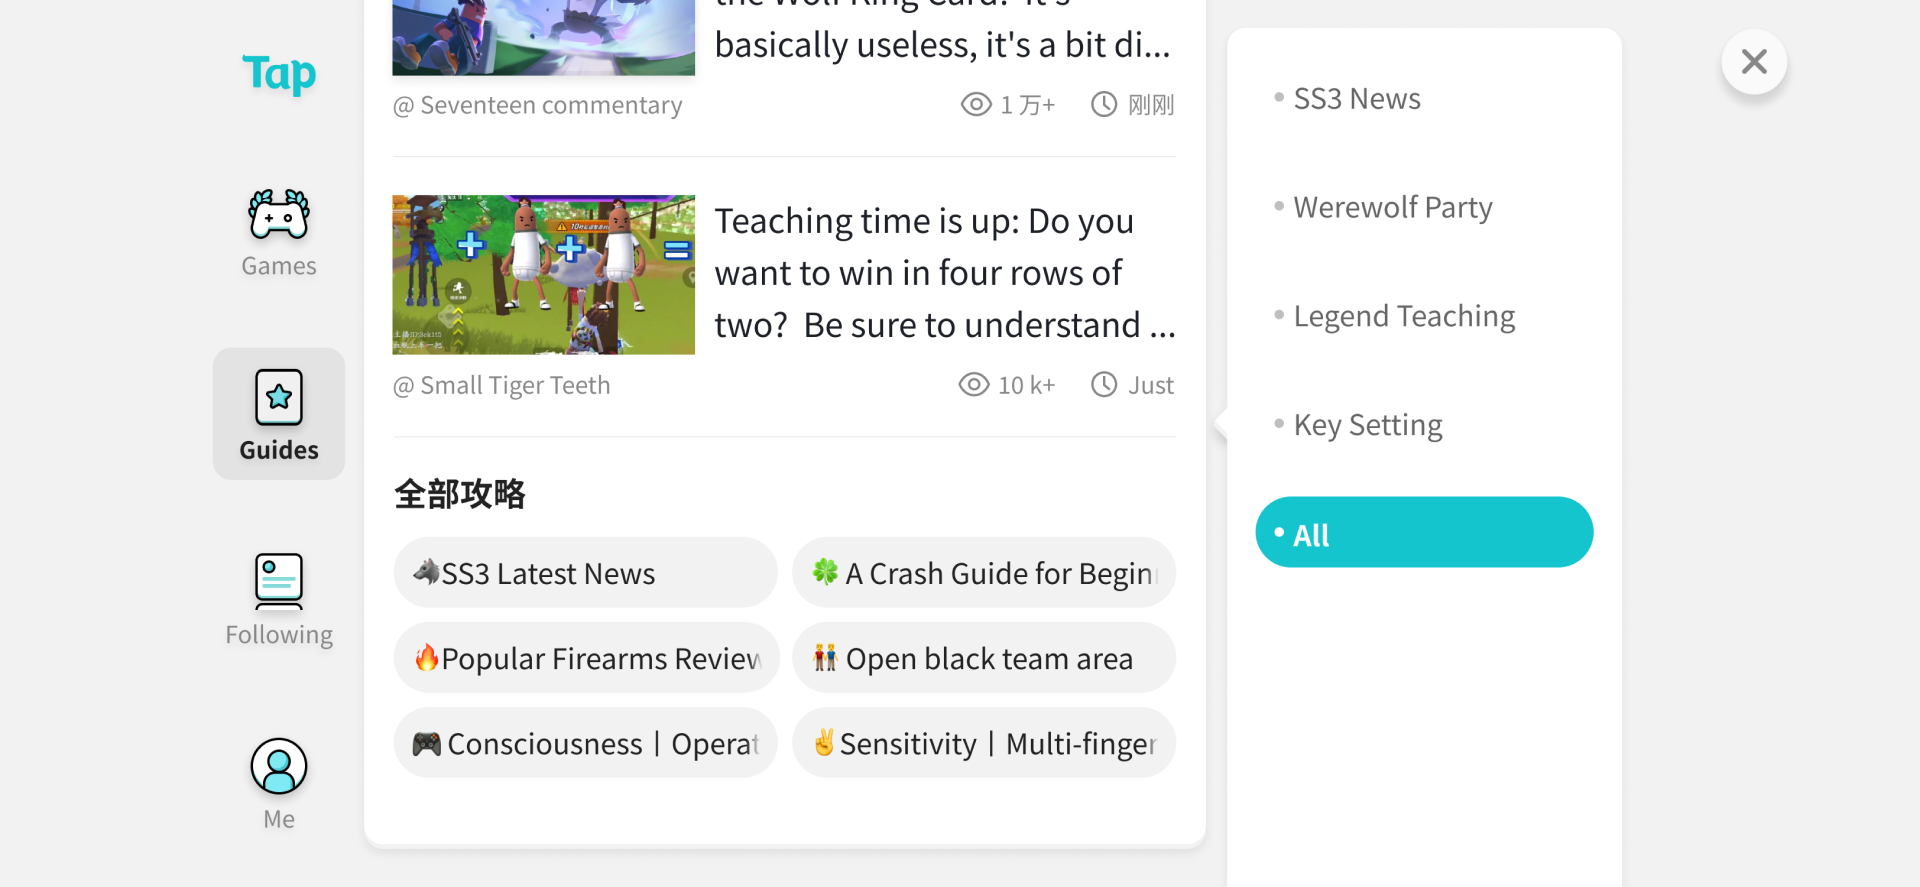 Tap
Games
Guides
Following
Me
basically useless, it's a bit di...
@ Seventeen commentary
1 万+
刚刚
Teaching time is up: Do you
want to win in four rows of
two? Be sure to understand ...
@ Small Tiger Teeth
10 k+
Just
全部攻略
SS3 Latest News
A Crash Guide for Begin
Popular Firearms Review
Open black team area
Consciousness | Operat
Sensitivity | Multi-finger
SS3 News
Werewolf Party
Legend Teaching
Key Setting
All